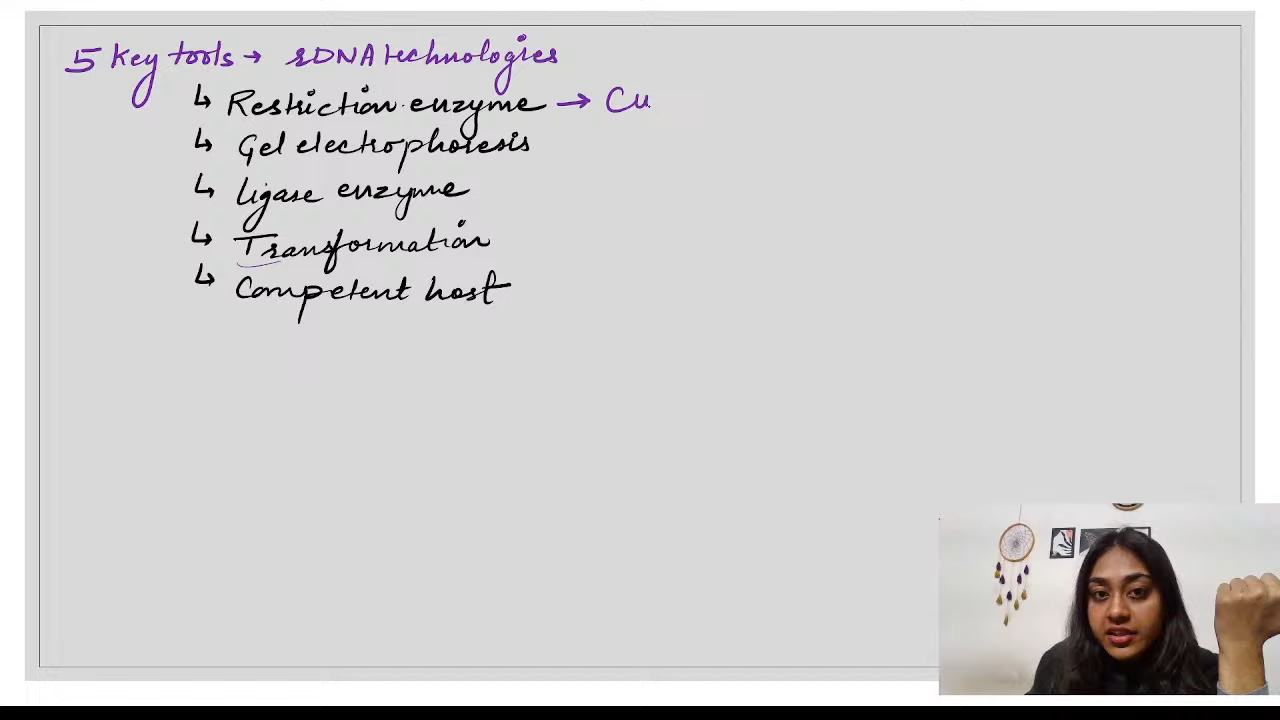 5 Key tools → rDNA technologies
↳ Restriction enzyme → Cu
↳ Gel electrophoresis
↳ Ligase enzyme
↳ Transformation
↳ Competent host